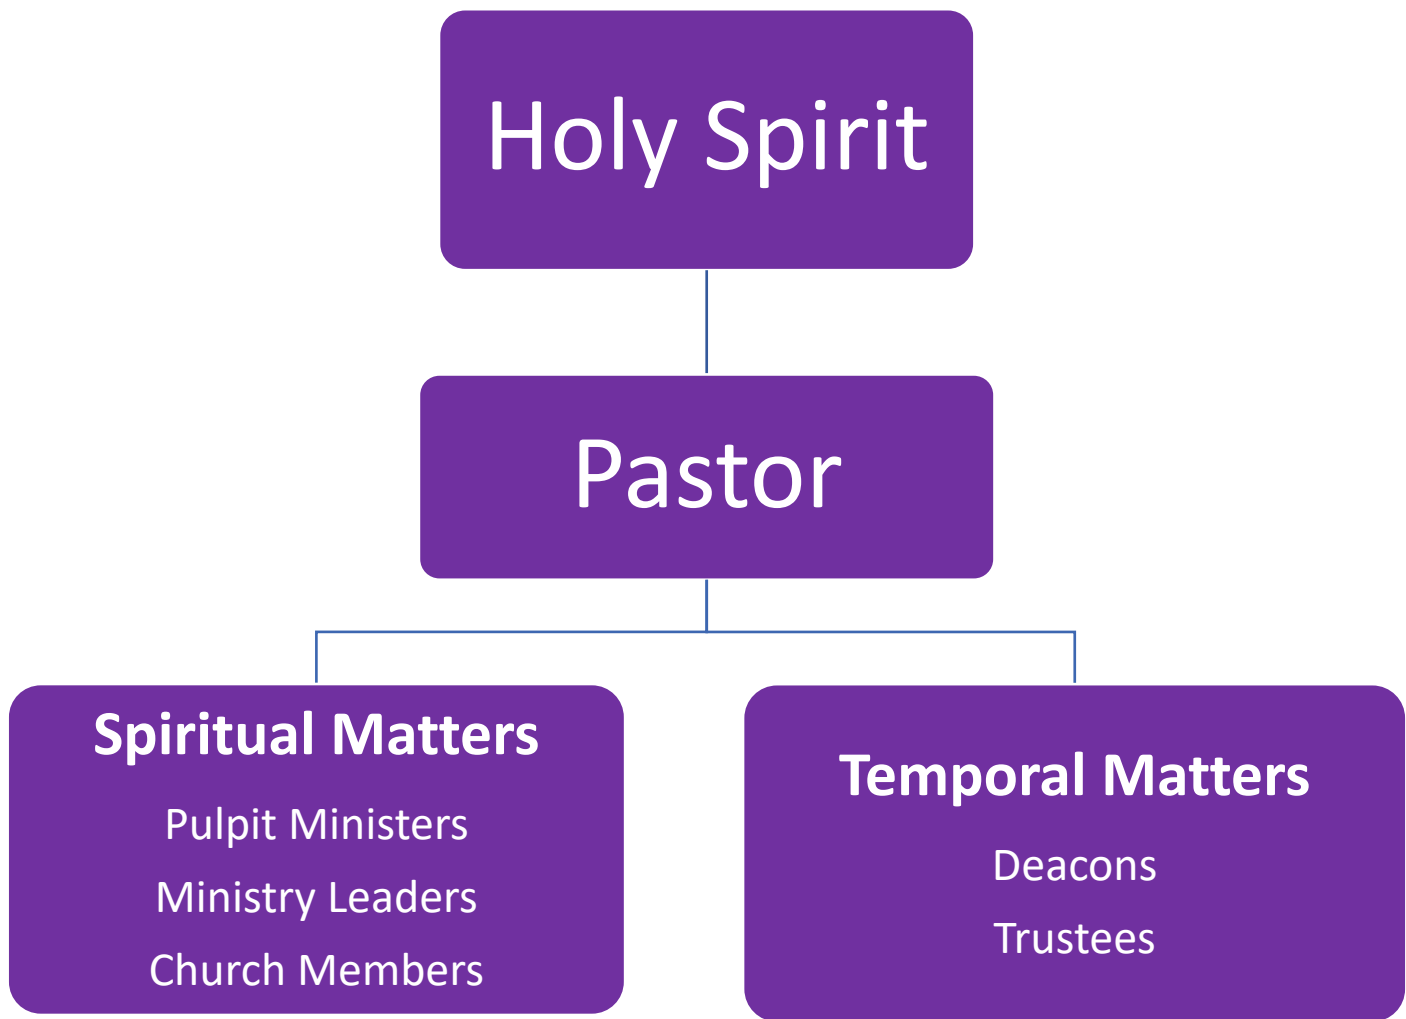 Holy Spirit
Pastor
Spiritual Matters
Pulpit Ministers
Ministry Leaders
Church Members
Temporal Matters
Deacons
Trustees